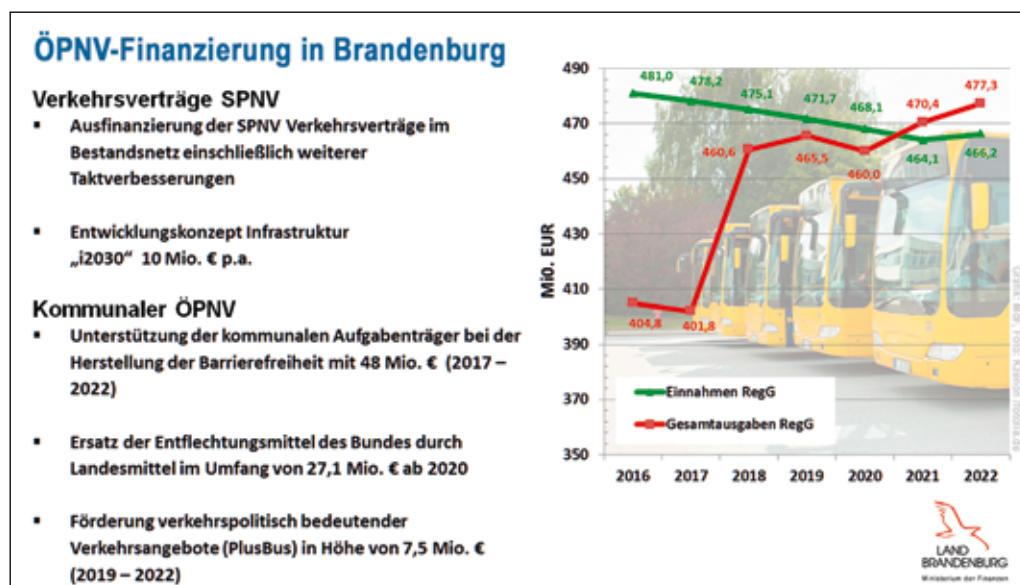 ÖPNV-Finanzierung in Brandenburg
Verkehrsverträge SPNV
▪ Ausfinanzierung der SPNV Verkehrsverträge im
Bestandsnetz einschließlich weiterer
Taktverbesserungen
▪ Entwicklungskonzept Infrastruktur
„i2030“ 10 Mio. € p.a.
Kommunaler ÖPNV
▪ Unterstützung der kommunalen Aufgabenträger bei der
Herstellung der Barrierefreiheit mit 48 Mio. € (2017 –
2022)
▪ Ersatz der Entflechtungsmittel des Bundes durch
Landesmittel im Umfang von 27,1 Mio. € ab 2020
▪ Förderung verkehrspolitisch bedeutender
Verkehrsangebote (PlusBus) in Höhe von 7,5 Mio. €
(2019 – 2022)
Mi0. EUR
490
470
450
430
410
390
370
350
481,0
478,2
475,1
471,7
468,1
464,1
466,2
404,8
401,8
460,6
465,5
460,0
470,4
477,3
Einnahmen RegG
Gesamtausgaben RegG
2016 2017 2018 2019 2020 2021 2022
LAND
BRANDENBURG
Ministerium der Finanzen